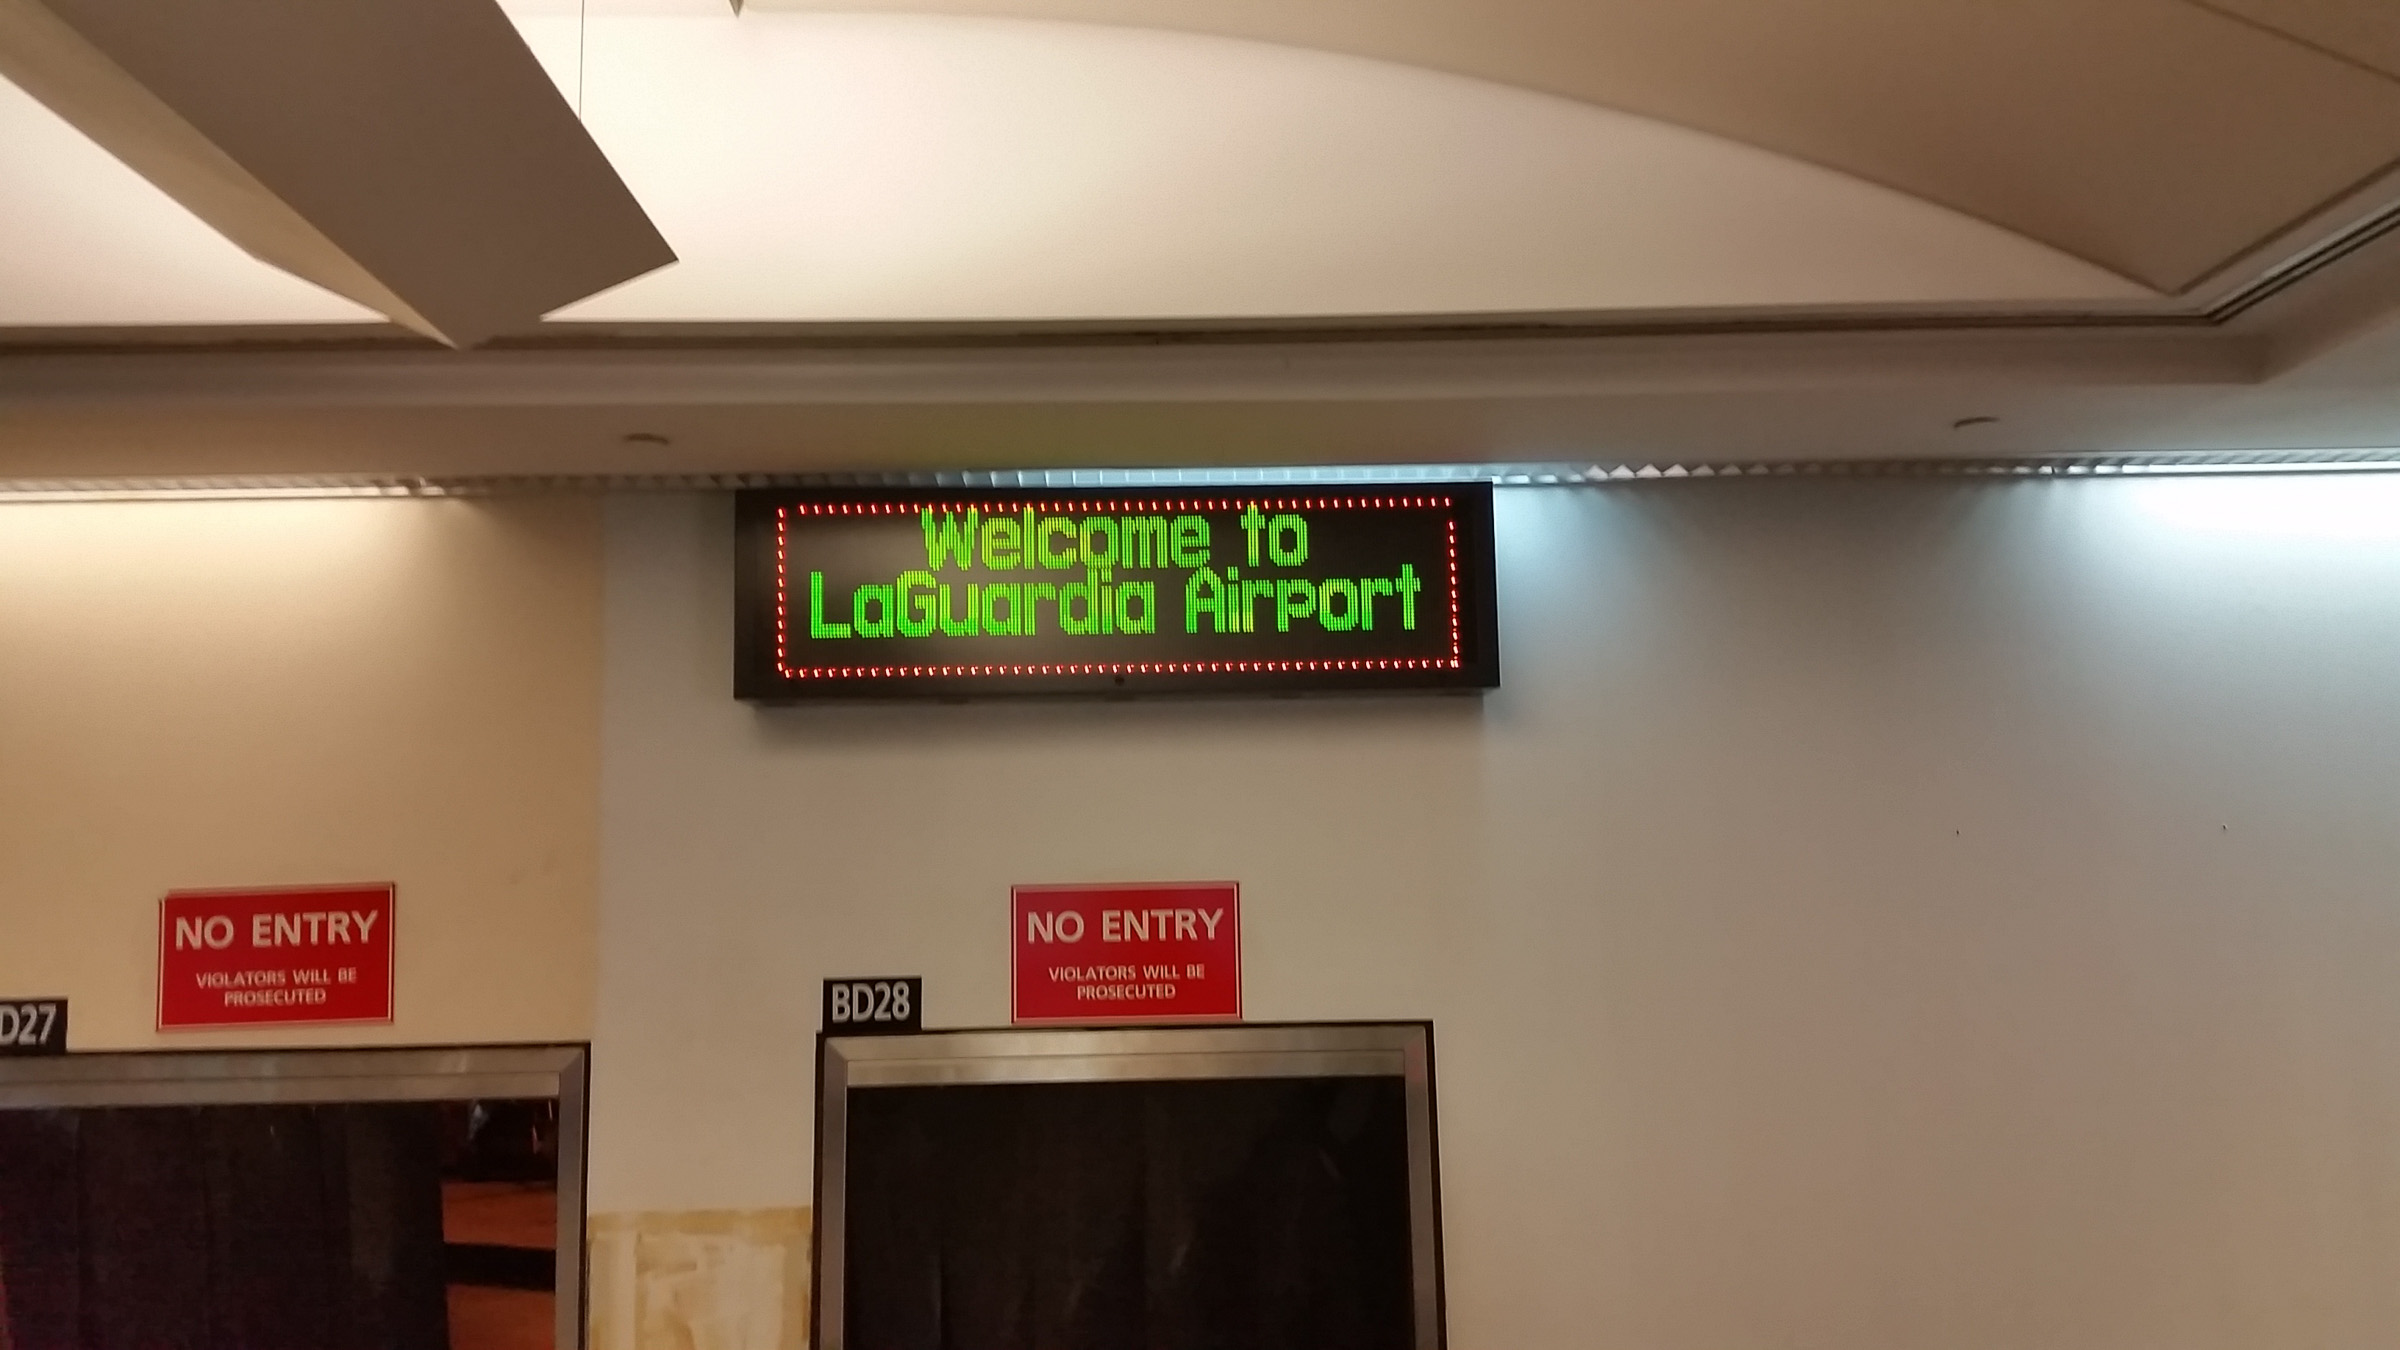 Welcome to
LaGuardia Airport
NO ENTRY
VIOLATORS WILL BE
PROSECUTED
NO ENTRY
VIOLATORS WILL BE
PROSECUTED
D27
BD28